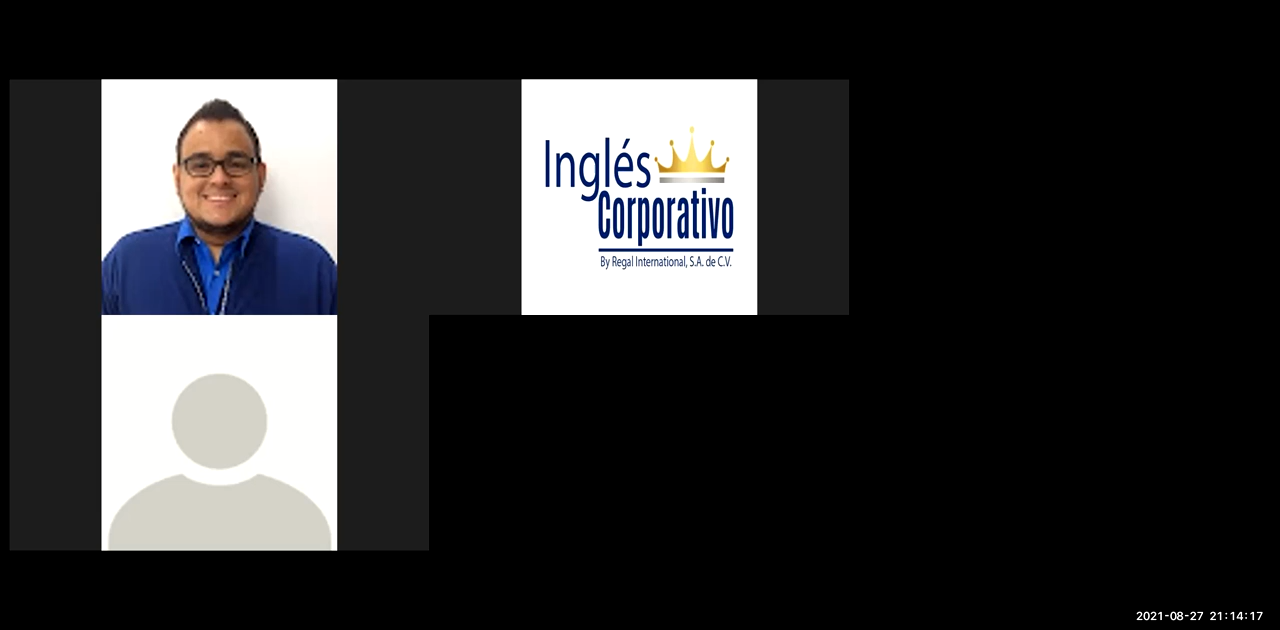 Inglés
Corporativo
By Regal International, S.A. de C.V.
2021-08-27 21:14:17